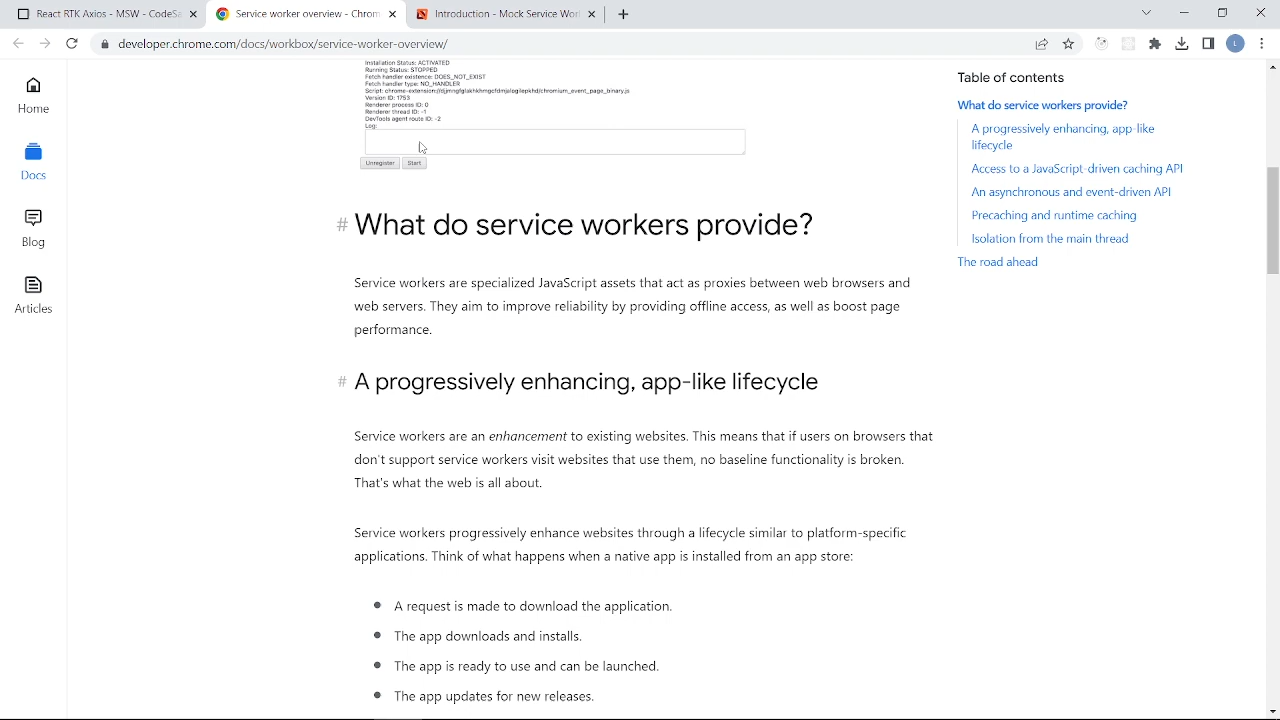 React RTK Axios - MSW - CodeS
Service worker overview - Chrom
Introduction - Mock Service Worl
developer.chrome.com/docs/workbox/service-worker-overview/
L
Home
Docs
Blog
Articles
Installation Status: ACTIVATED
Running Status: STOPPED
Fetch handler existence: DOES_NOT_EXIST
Fetch handler type: NO_HANDLER
Version ID: 1753
Renderer process ID: 0
Renderer thread ID: -1
DevTools agent route ID: -2
Log:
Unregister Start
# What do service workers provide?
Service workers are specialized JavaScript assets that act as proxies between web browsers and
web servers. They aim to improve reliability by providing offline access, as well as boost page
performance.
# A progressively enhancing, app-like lifecycle
Service workers are an enhancement to existing websites. This means that if users on browsers that
don't support service workers visit websites that use them, no baseline functionality is broken.
That's what the web is all about.
Service workers progressively enhance websites through a lifecycle similar to platform-specific
applications. Think of what happens when a native app is installed from an app store:
A request is made to download the application.
The app downloads and installs.
The app is ready to use and can be launched.
The app updates for new releases.
Table of contents
What do service workers provide?
A progressively enhancing, app-like
lifecycle
Access to a JavaScript-driven caching API
An asynchronous and event-driven API
Precaching and runtime caching
Isolation from the main thread
The road ahead